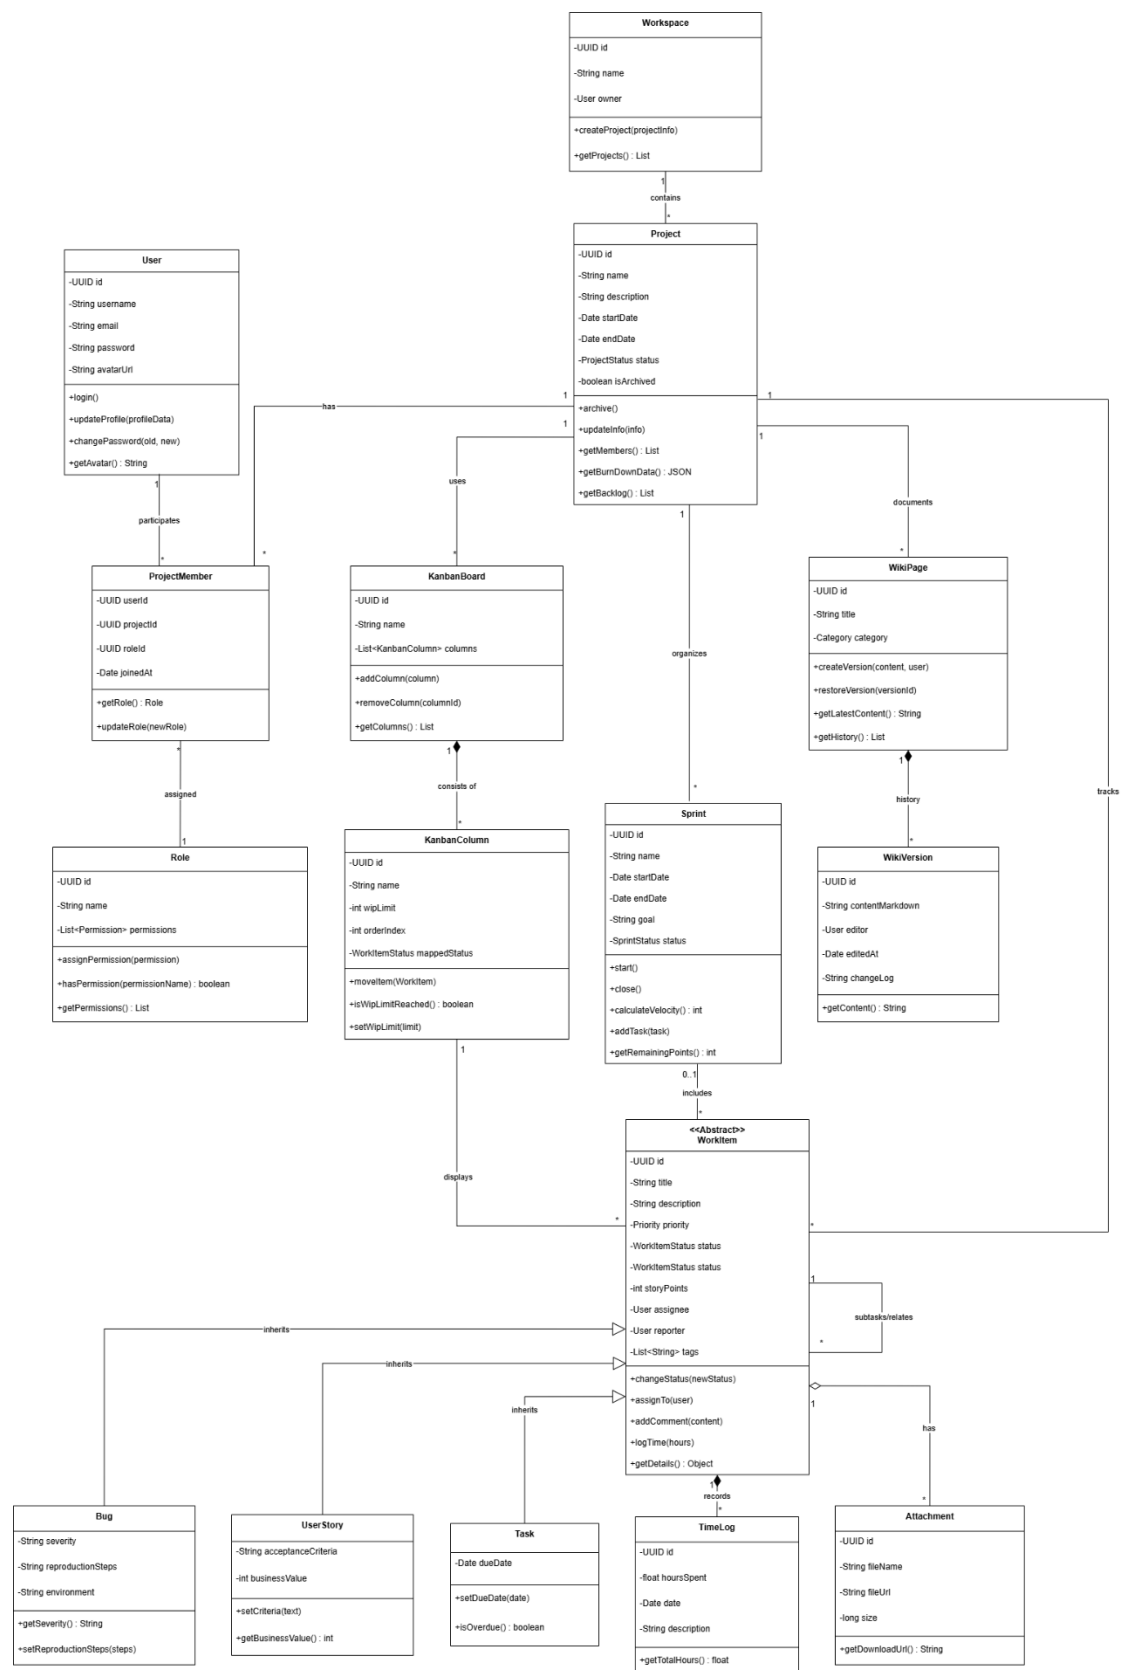 Workspace
-UUID id
-String name
-User owner
+createProject(projectInfo)
+getProjects() : List
1
contains
*
Project
-UUID id
-String name
-String description
-Date startDate
-Date endDate
-ProjectStatus status
-boolean isArchived
+archive()
+updateInfo(info)
+getMembers() : List
+getBurnDownData() : JSON
+getBacklog() : List
User
-UUID id
-String username
-String email
-String password
-String avatarUrl
+login()
+updateProfile(profileData)
+changePassword(old, new)
+getAvatar() : String
1
participates
*
1
has
*
1
uses
*
1
organizes
*
1
documents
*
1
tracks
*
ProjectMember
-UUID userId
-UUID projectId
-UUID roleId
-Date joinedAt
+getRole() : Role
+updateRole(newRole)
*
assigned
1
Role
-UUID id
-String name
-List<Permission> permissions
+assignPermission(permission)
+hasPermission(permissionName) : boolean
+getPermissions() : List
KanbanBoard
-UUID id
-String name
-List<KanbanColumn> columns
+addColumn(column)
+removeColumn(columnId)
+getColumns() : List
1
consists of
*
KanbanColumn
-UUID id
-String name
-int wipLimit
-int orderIndex
-WorkItemStatus mappedStatus
+moveItem(WorkItem)
+isWipLimitReached() : boolean
+setWipLimit(limit)
1
displays
*
WikiPage
-UUID id
-String title
-Category category
+createVersion(content, user)
+restoreVersion(versionId)
+getLatestContent() : String
+getHistory() : List
1
history
*
WikiVersion
-UUID id
-String contentMarkdown
-User editor
-Date editedAt
-String changeLog
+getContent() : String
Sprint
-UUID id
-String name
-Date startDate
-Date endDate
-String goal
-SprintStatus status
+start()
+close()
+calculateVelocity() : int
+addTask(task)
+getRemainingPoints() : int
0..1
includes
*
<<Abstract>>
WorkItem
-UUID id
-String title
-String description
-Priority priority
-WorkItemStatus status
-WorkItemStatus status
-int storyPoints
-User assignee
-User reporter
-List<String> tags
+changeStatus(newStatus)
+assignTo(user)
+addComment(content)
+logTime(hours)
+getDetails() : Object
1
subtasks/relates
*
inherits
inherits
inherits
1
has
*
1
records
*
Bug
-String severity
-String reproductionSteps
-String environment
+getSeverity() : String
+setReproductionSteps(steps)
UserStory
-String acceptanceCriteria
-int businessValue
+setCriteria(text)
+getBusinessValue() : int
Task
-Date dueDate
+setDueDate(date)
+isOverdue() : boolean
TimeLog
-UUID id
-float hoursSpent
-Date date
-String description
+getTotalHours() : float
Attachment
-UUID id
-String fileName
-String fileUrl
-long size
+getDownloadUrl() : String